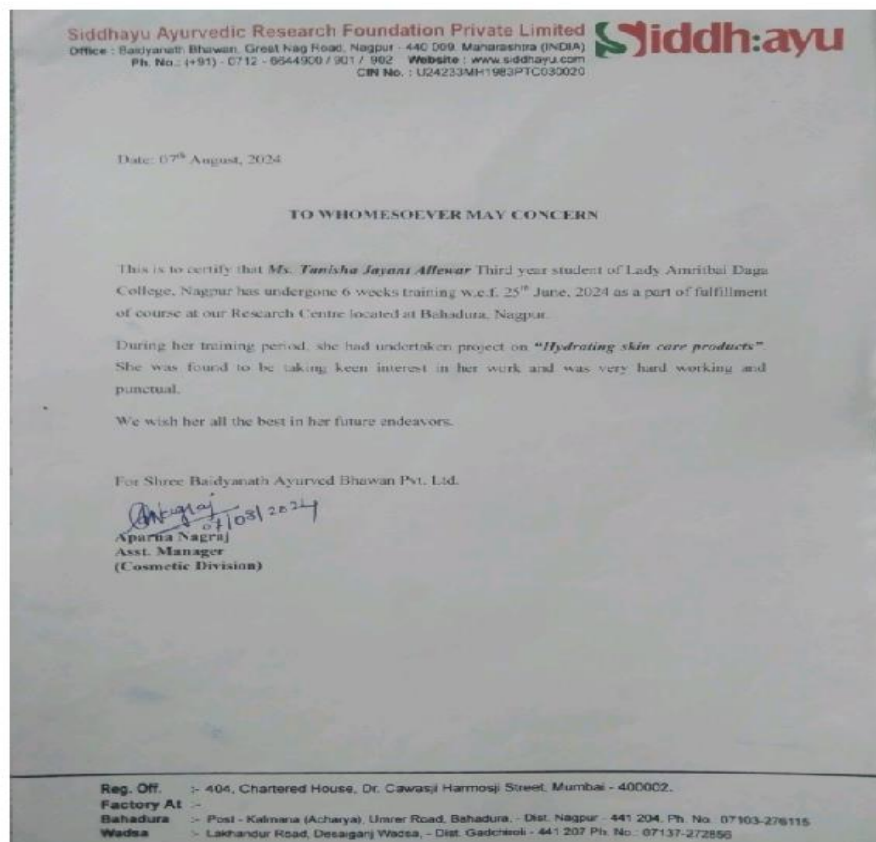 Siddhayu Ayurvedic Research Foundation Private Limited
Siddh:ayu
Office : Baidyanath Bhawan, Great Nag Road, Nagpur - 440 009. Maharashtra (INDIA)
Ph. No.: (+91) - 0712 - 6644900 / 901 / 902 Website : www.siddhayu.com
CIN No. : U24233MH1983PTC030020
Date: 07th August, 2024
TO WHOMESOEVER MAY CONCERN
This is to certify that Ms. Tanisha Jayant Allewar Third year student of Lady Amritbai Daga
College, Nagpur has undergone 6 weeks training w.e.f. 25th June, 2024 as a part of fulfillment
of course at our Research Centre located at Bahadura, Nagpur.
During her training period, she had undertaken project on “Hydrating skin care products”.
She was found to be taking keen interest in her work and was very hard working and
punctual.
We wish her all the best in her future endeavors.
For Shree Baidyanath Ayurved Bhawan Pvt. Ltd.
07/08/2024
Aparna Nagraj
Asst. Manager
(Cosmetic Division)
Reg. Off. :- 404, Chartered House, Dr. Cawasji Harmosji Street, Mumbai - 400002.
Factory At :-
Bahadura :- Post - Kalmana (Acharya), Umrer Road, Bahadura, - Dist. Nagpur - 441 204, Ph. No. 07103-276115
Wadsa :- Lakhandur Road, Desaiganj Wadsa, - Dist. Gadchiroli - 441 207 Ph. No.: 07137-272856